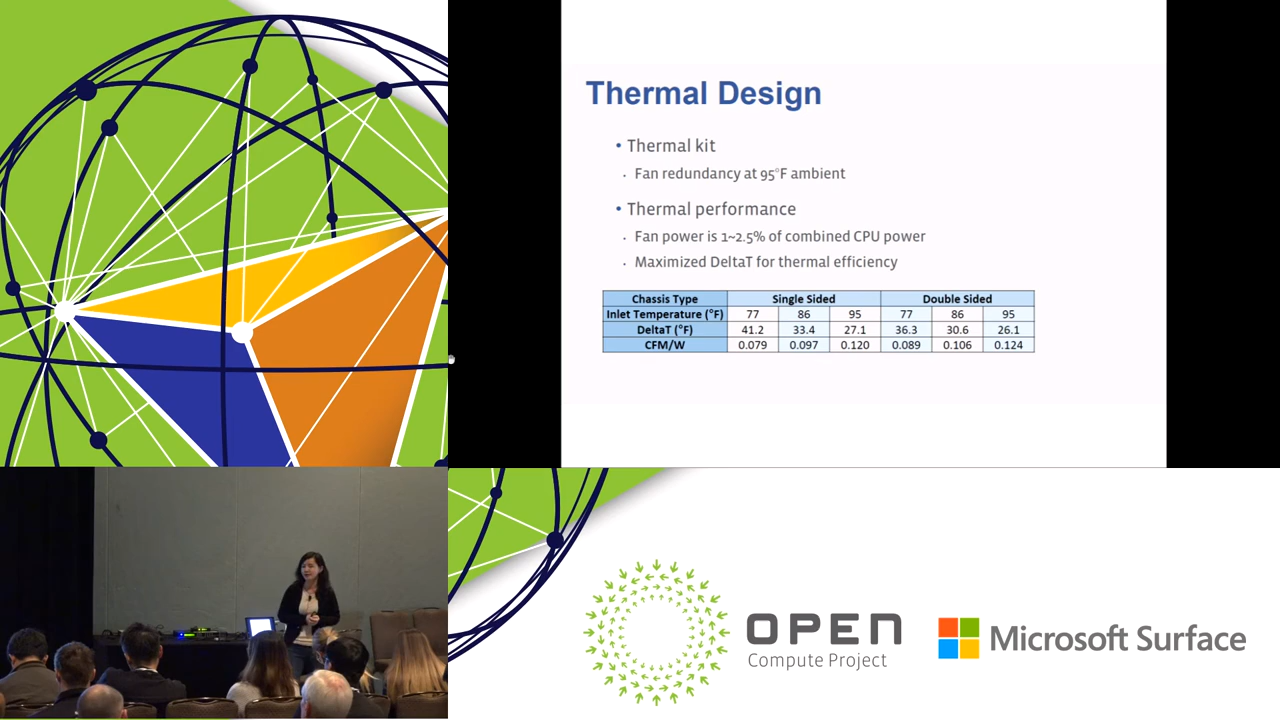 Thermal Design
• Thermal kit
· Fan redundancy at 95°F ambient
• Thermal performance
· Fan power is 1~2.5% of combined CPU power
· Maximized DeltaT for thermal efficiency
Chassis Type Single Sided Double Sided
Inlet Temperature (°F) 77 86 95 77 86 95
DeltaT (°F) 41.2 33.4 27.1 36.3 30.6 26.1
CFM/W 0.079 0.097 0.120 0.089 0.106 0.124
OPEN
Compute Project
Microsoft Surface